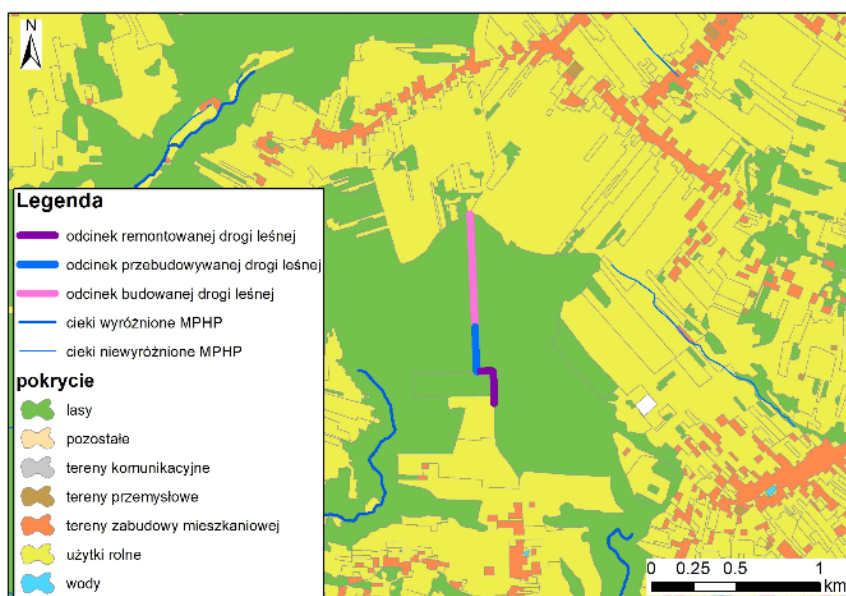 N
Legenda
odcinek remontowanej drogi leśnej
odcinek przebudowywanej drogi leśnej
odcinek budowanej drogi leśnej
cieki wyróżnione MPHP
cieki niewyróżnione MPHP
pokrycie
lasy
pozostałe
tereny komunikacyjne
tereny przemysłowe
tereny zabudowy mieszkaniowej
użytki rolne
wody
0 0.25 0.5 1
km